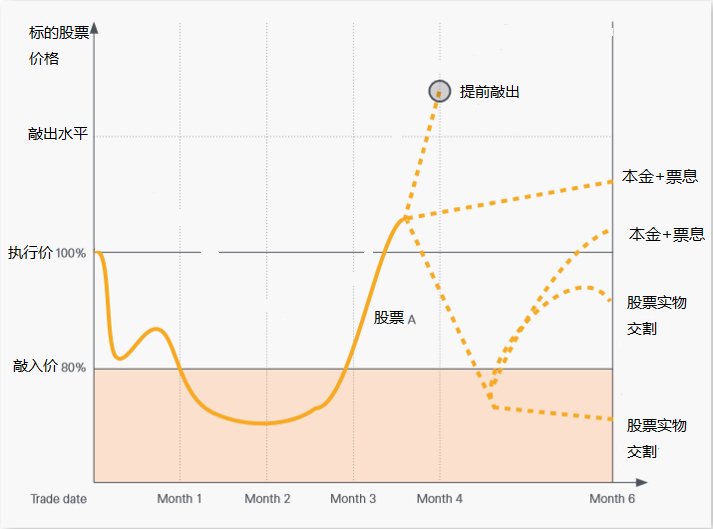 标的股票
价格
提前敲出
敲出水平
本金+票息
本金+票息
执行价 100%
股票实物
交割
股票 A
敲入价 80%
股票实物
交割
Trade date
Month 1
Month 2
Month 3
Month 4
Month 6